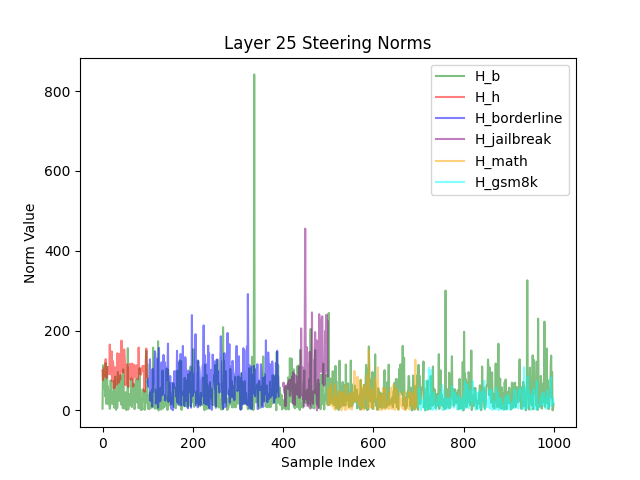 Layer 25 Steering Norms
Norm Value
800
600
400
200
0
H_b
H_h
H_borderline
H_jailbreak
H_math
H_gsm8k
0 200 400 600 800 1000
Sample Index